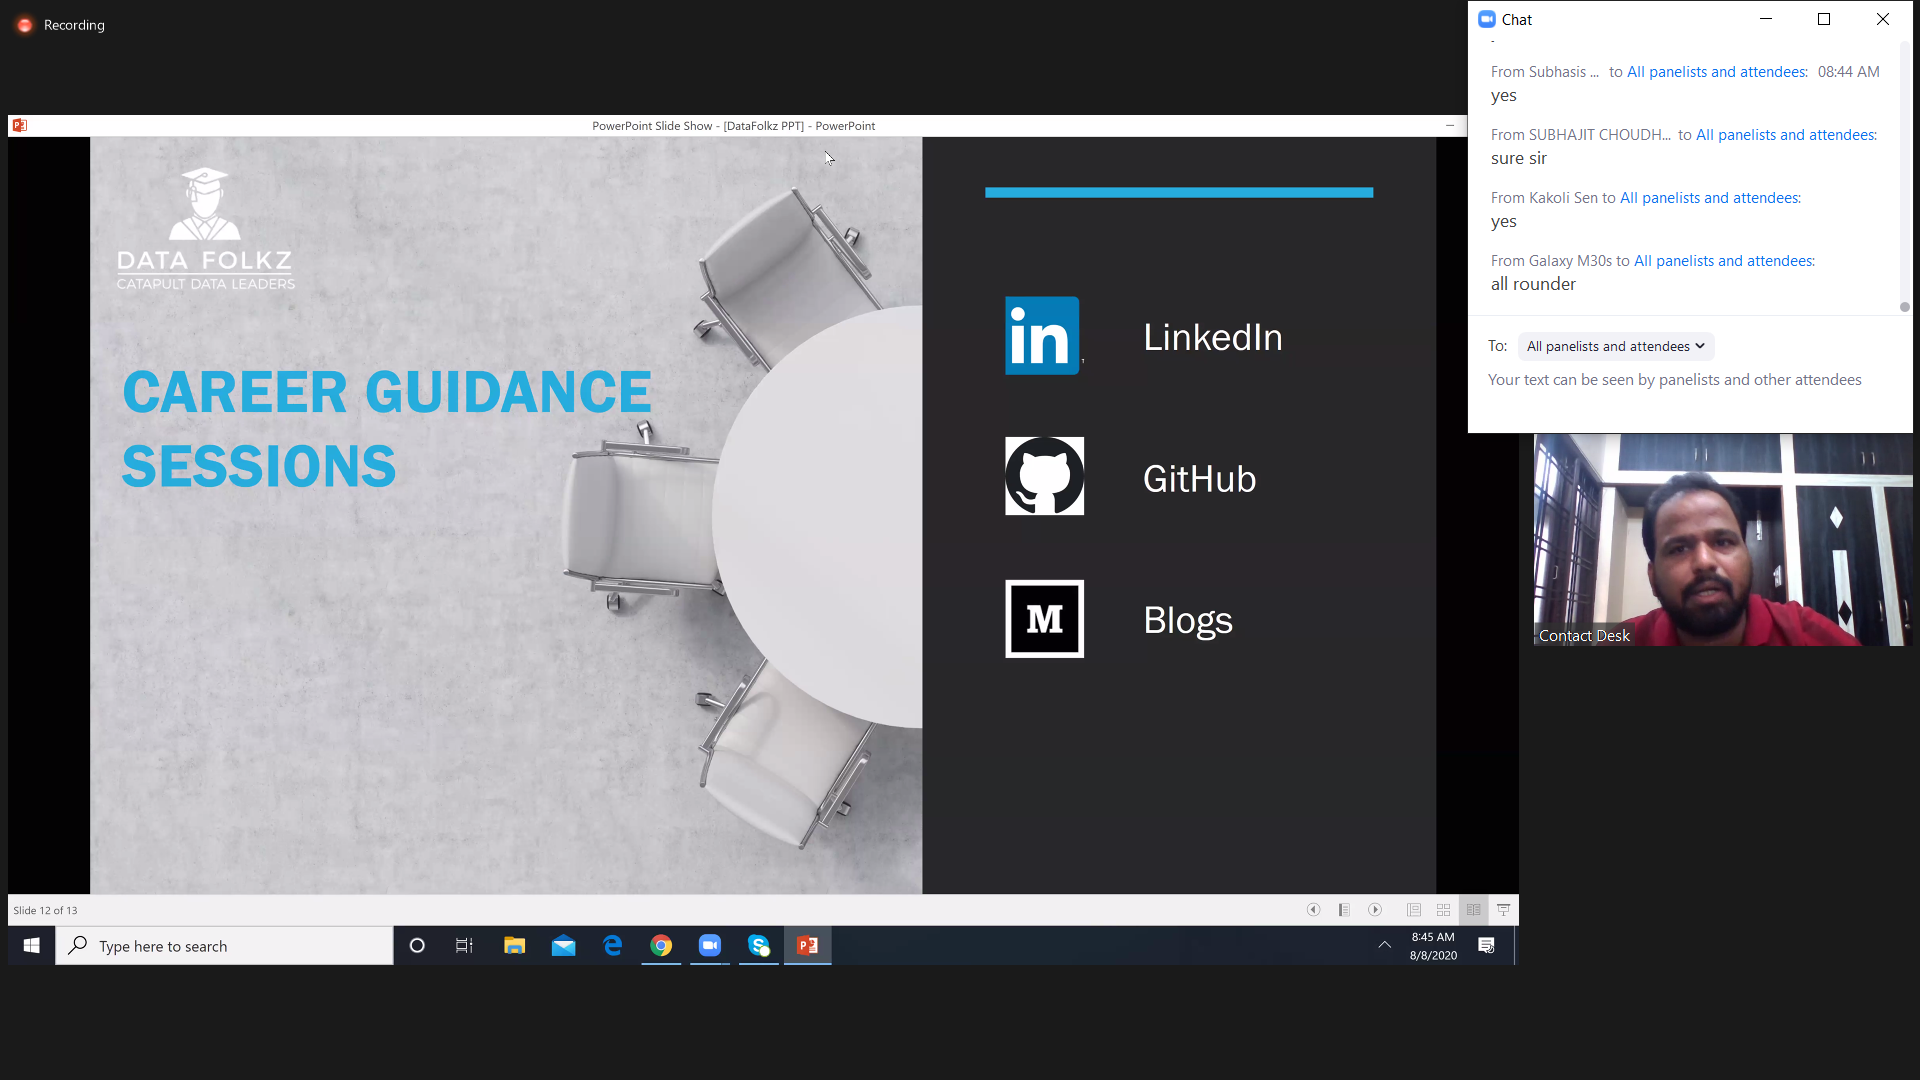 Recording
Chat
From Subhasis ... to All panelists and attendees: 08:44 AM
yes
From SUBHAJIT CHOUDH... to All panelists and attendees:
sure sir
From Kakoli Sen to All panelists and attendees:
yes
From Galaxy M30s to All panelists and attendees:
all rounder
To: All panelists and attendees
Your text can be seen by panelists and other attendees
PowerPoint Slide Show - [DataFolkz PPT] - PowerPoint
DATA FOLKZ
CATAPULT DATA LEADERS
CAREER GUIDANCE
SESSIONS
in
LinkedIn
GitHub
M
Blogs
Contact Desk
Slide 12 of 13
Type here to search
8:45 AM
8/8/2020